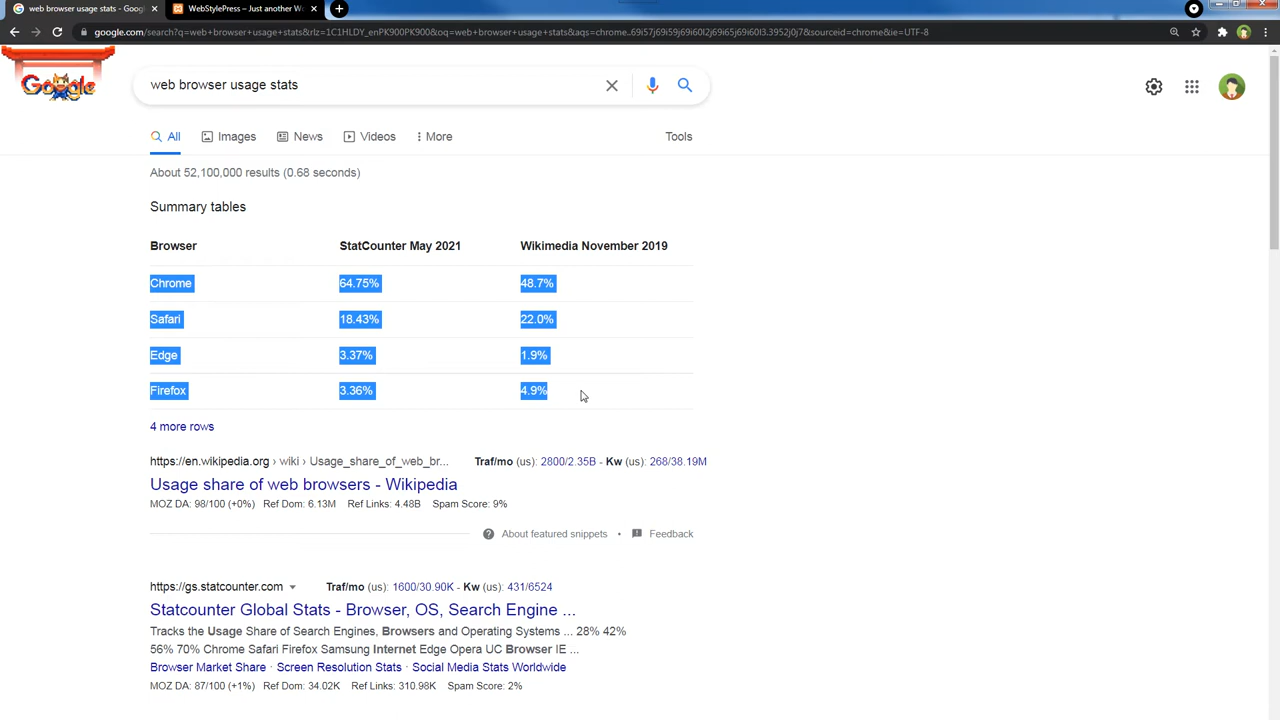 web browser usage stats - Goog
WebStylePress – Just another W
google.com/search?q=web+browser+usage+stats&rlz=1C1HLDY_enPK900PK900&oq=web+browser+usage+stats&aqs=chrome..69i57j69i59j69i60l2j69i65j69i60l3.3952j0j7&sourceid=chrome&ie=UTF-8
Google
web browser usage stats
All Images News Videos More Tools
About 52,100,000 results (0.68 seconds)
Summary tables
Browser StatCounter May 2021 Wikimedia November 2019
Chrome 64.75% 48.7%
Safari 18.43% 22.0%
Edge 3.37% 1.9%
Firefox 3.36% 4.9%
4 more rows
https://en.wikipedia.org › wiki › Usage_share_of_web_br... Traf/mo (us): 2800/2.35B - Kw (us): 268/38.19M
Usage share of web browsers - Wikipedia
MOZ DA: 98/100 (+0%) Ref Dom: 6.13M Ref Links: 4.48B Spam Score: 9%
About featured snippets • Feedback
https://gs.statcounter.com Traf/mo (us): 1600/30.90K - Kw (us): 431/6524
Statcounter Global Stats - Browser, OS, Search Engine ...
Tracks the Usage Share of Search Engines, Browsers and Operating Systems ... 28% 42%
56% 70% Chrome Safari Firefox Samsung Internet Edge Opera UC Browser IE ...
Browser Market Share · Screen Resolution Stats · Social Media Stats Worldwide
MOZ DA: 87/100 (+1%) Ref Dom: 34.02K Ref Links: 310.98K Spam Score: 2%